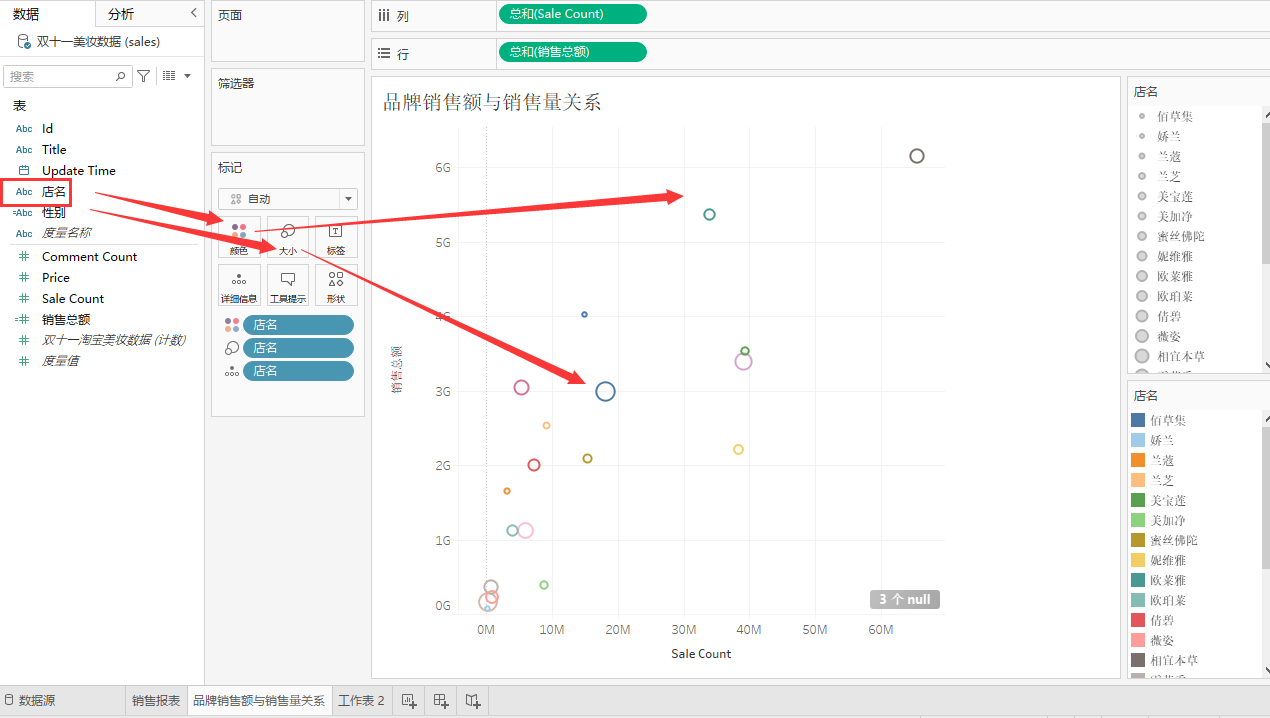 数据
分析
双十一美妆数据 (sales)
搜索
表
Abc Id
Abc Title
Update Time
Abc 店名
=Abc 性别
Abc 度量名称
Comment Count
Price
Sale Count
销售总额
双十一淘宝美妆数据 (计数)
度量值
页面
筛选器
标记
自动
颜色
大小
标签
详细信息
工具提示
形状
店名
店名
店名
列
总和(Sale Count)
行
总和(销售总额)
品牌销售额与销售量关系
6G
5G
4G
3G
2G
1G
0G
销售总额
0M
10M
20M
30M
40M
50M
60M
Sale Count
3 个 null
店名
佰草集
娇兰
兰蔻
兰芝
美宝莲
美加净
蜜丝佛陀
妮维雅
欧莱雅
欧珀莱
倩碧
薇姿
相宜本草
店名
佰草集
娇兰
兰蔻
兰芝
美宝莲
美加净
蜜丝佛陀
妮维雅
欧莱雅
欧珀莱
倩碧
薇姿
相宜本草
数据源
销售报表
品牌销售额与销售量关系
工作表 2